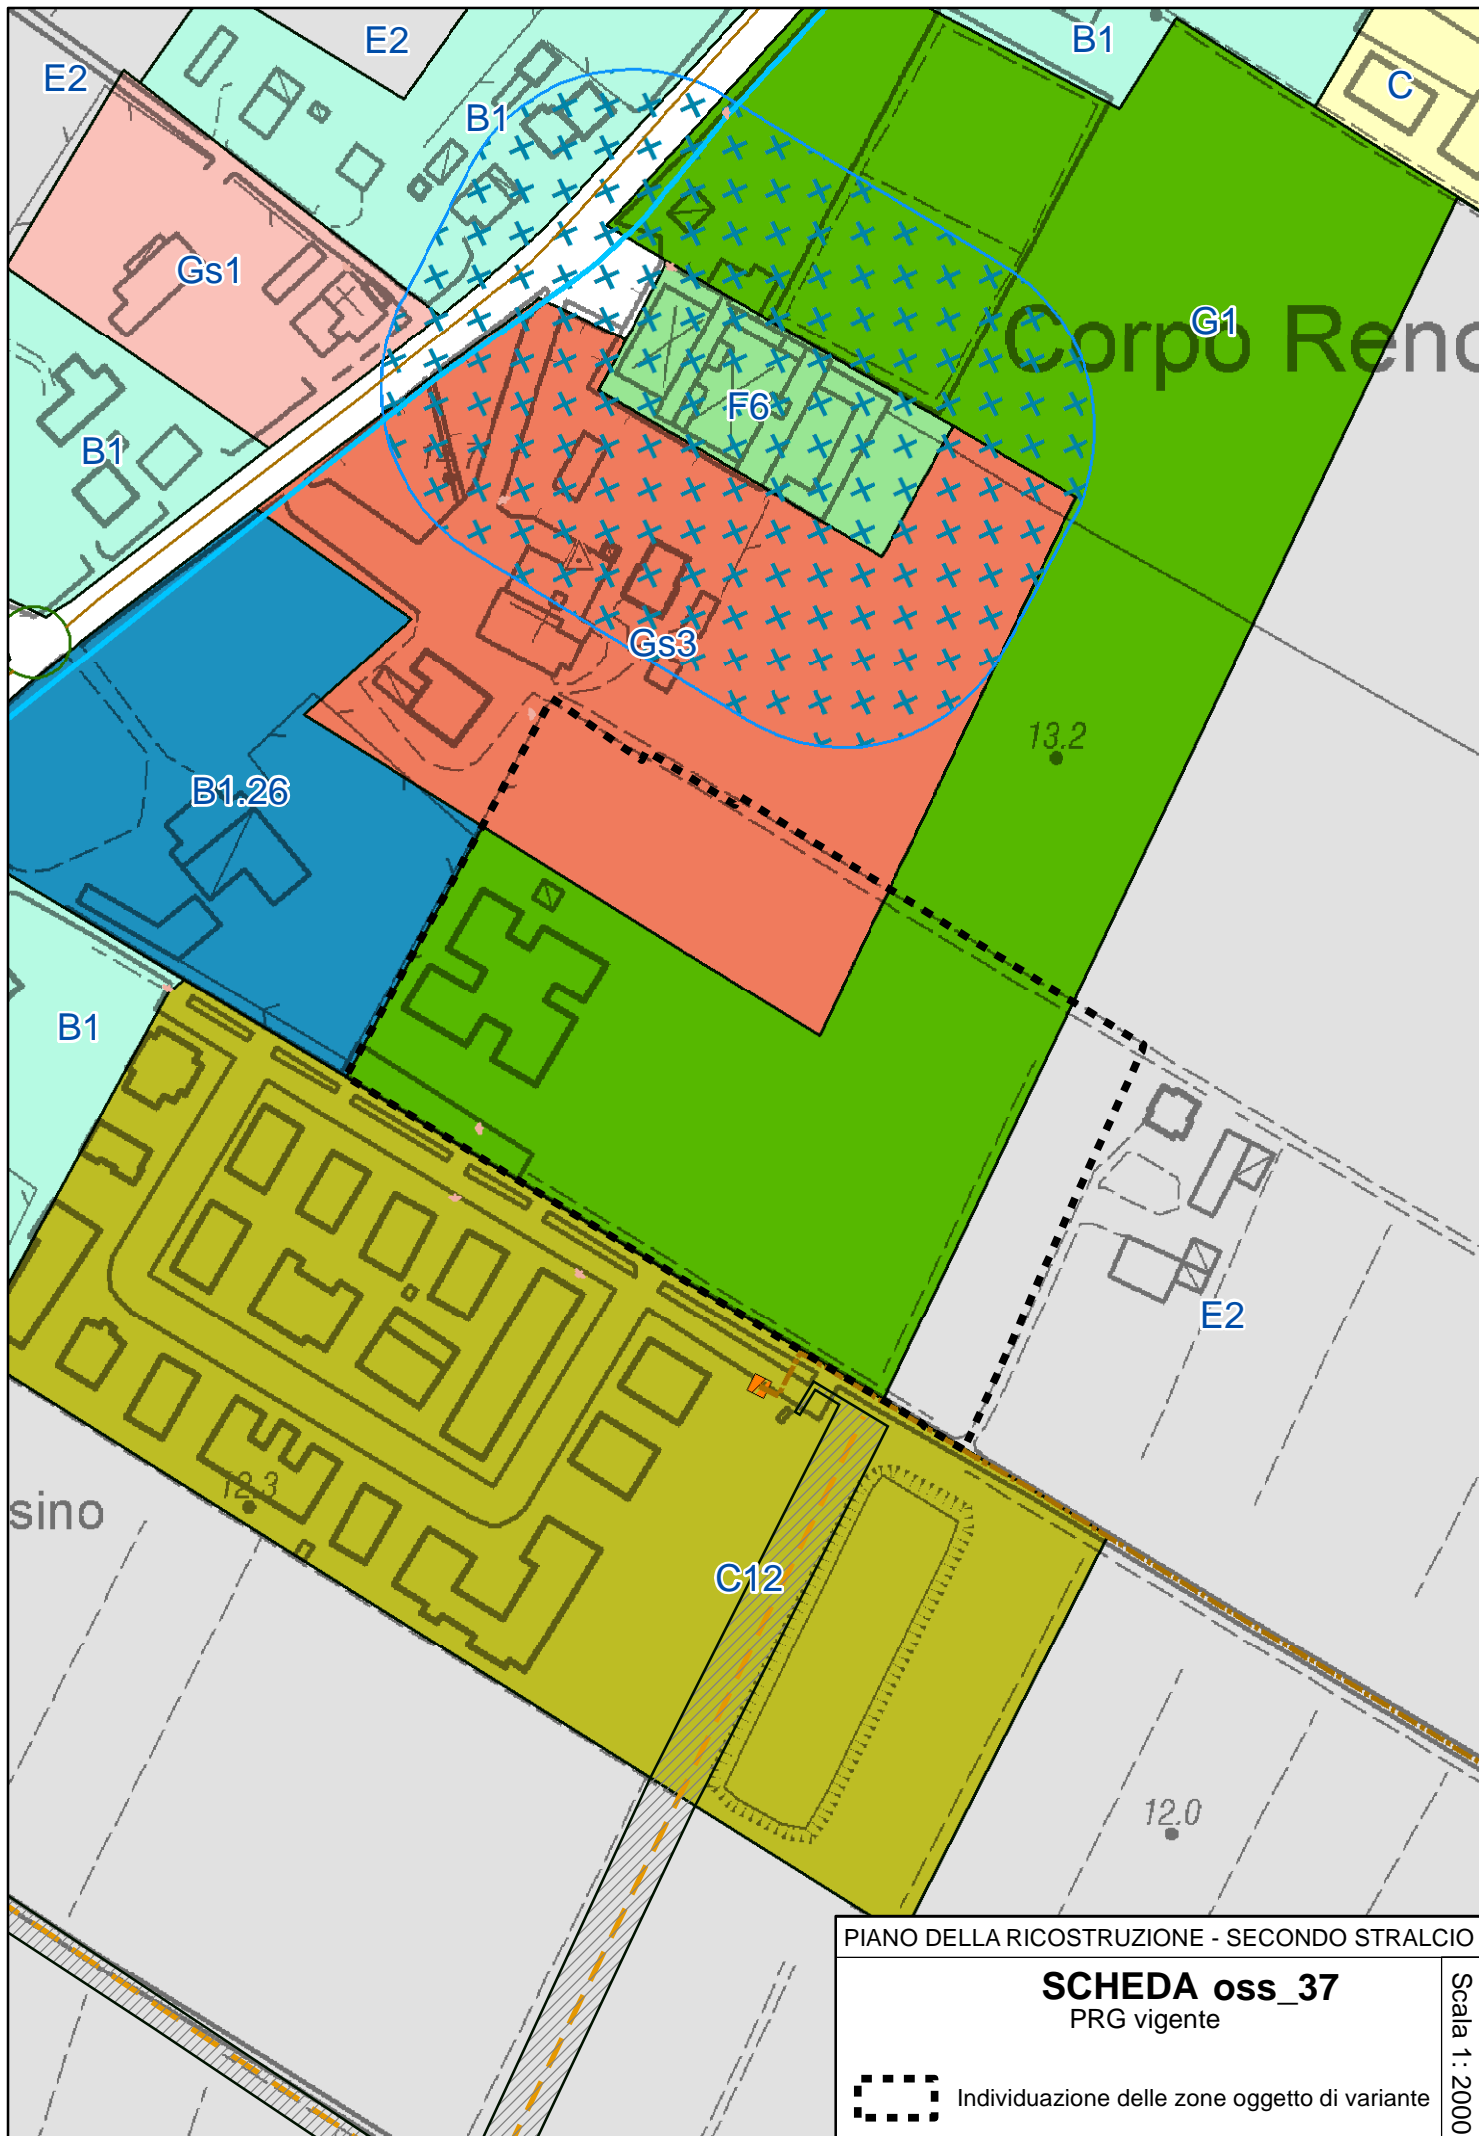 E2
B1
E2
C
B1
Gs1
G1
Corpo Reno
F6
B1
Gs3
13.2
B1.26
B1
E2
12.3
sino
C12
12.0
PIANO DELLA RICOSTRUZIONE - SECONDO STRALCIO
SCHEDA oss_37
PRG vigente
Scala 1: 2000
Individuazione delle zone oggetto di variante